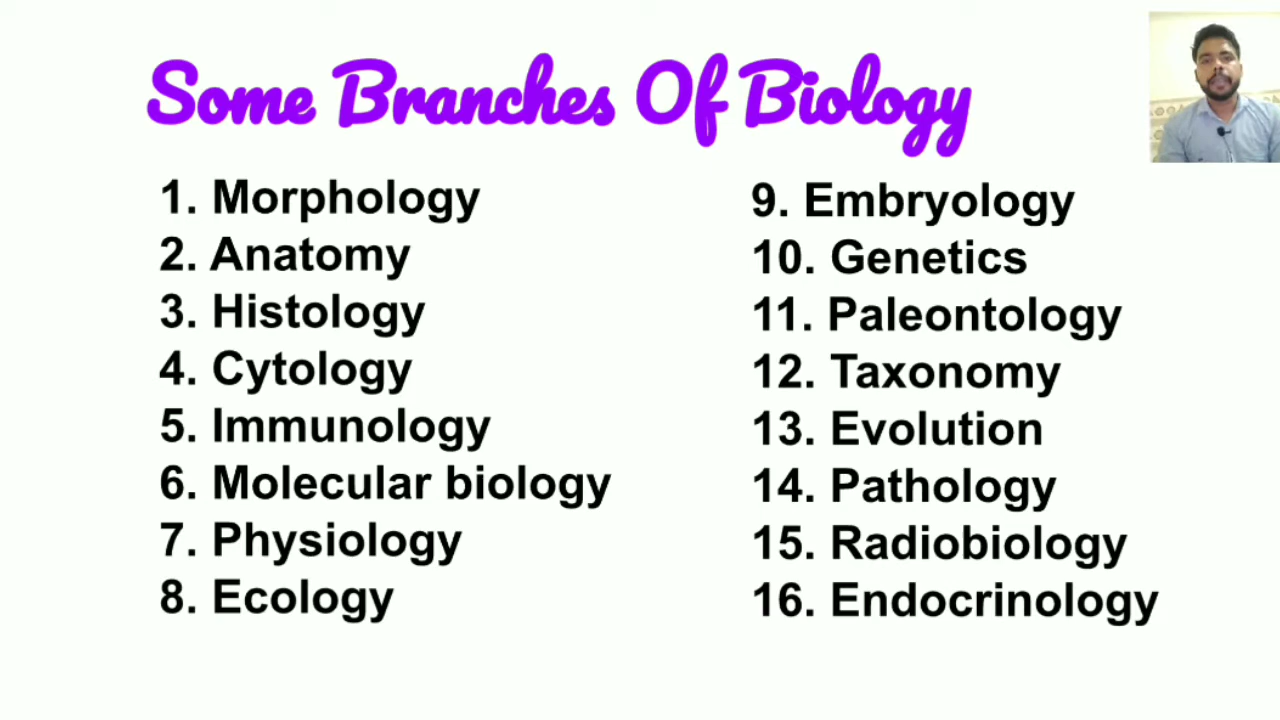 Some Branches Of Biology
1. Morphology
2. Anatomy
3. Histology
4. Cytology
5. Immunology
6. Molecular biology
7. Physiology
8. Ecology
9. Embryology
10. Genetics
11. Paleontology
12. Taxonomy
13. Evolution
14. Pathology
15. Radiobiology
16. Endocrinology